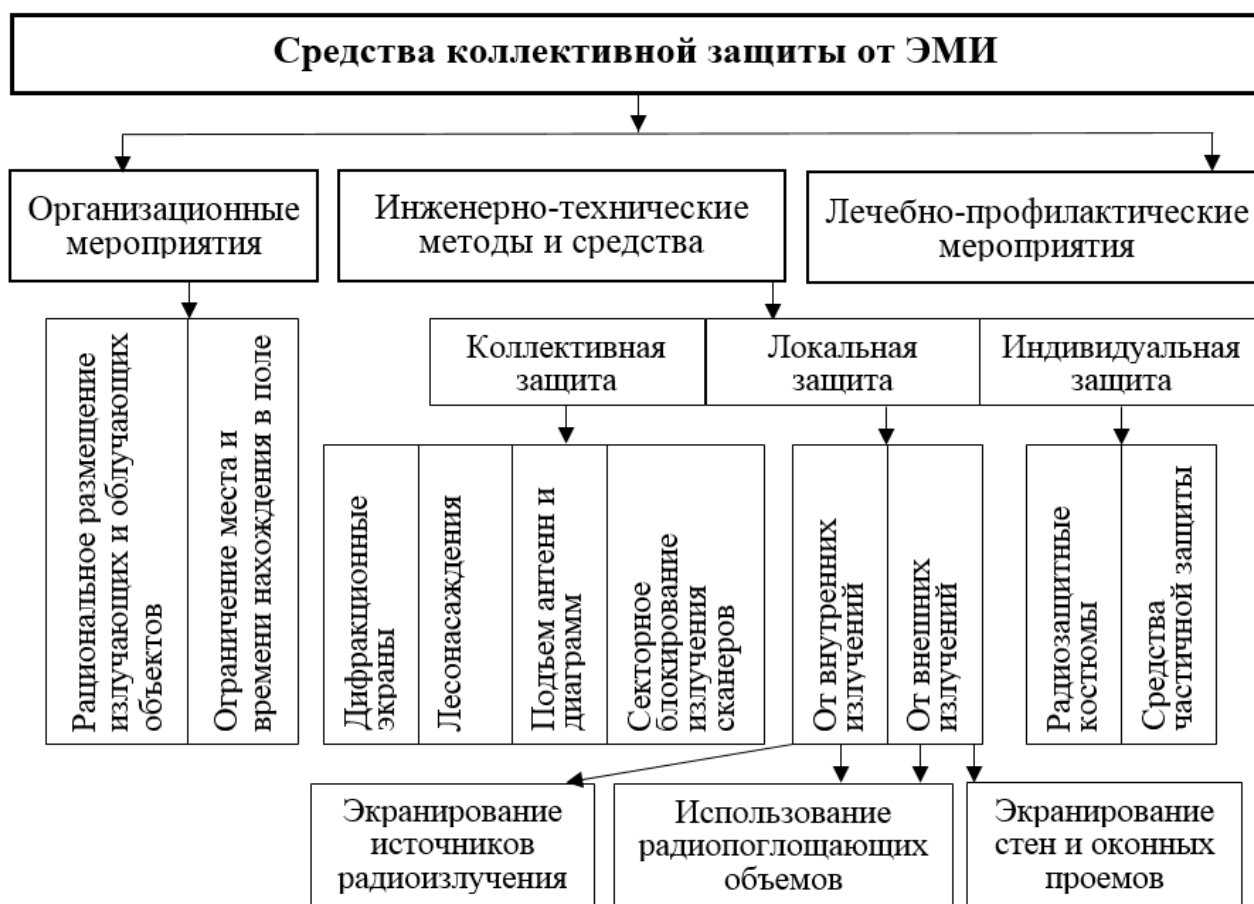 Средства коллективной защиты от ЭМИ
Организационные
мероприятия
Инженерно-технические
методы и средства
Лечебно-профилактические
мероприятия
Рациональное размещение
излучающих и облучающих
объектов
Ограничение места и
времени нахождения в поле
Коллективная
защита
Локальная
защита
Индивидуальная
защита
Дифракционные
экраны
Лесонасаждения
Подъем антенн и
диаграмм
Секторное
блокирование
излучения
сканеров
От внутренних
излучений
От внешних
излучений
Радиозащитные
костюмы
Средства
частичной защиты
Экранирование
источников
радиоизлучения
Использование
радиопоглощающих
объемов
Экранирование
стен и оконных
проемов